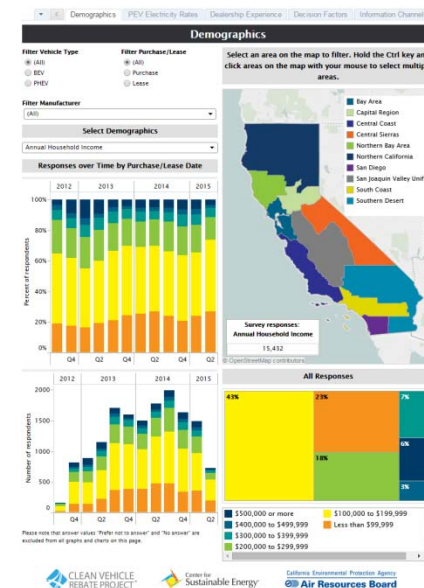 Demographics PEV Electricity Rates Dealership Experience Decision Factors Information Channel
Demographics
Filter Vehicle Type
(All)
BEV
PHEV
Filter Purchase/Lease
(All)
Purchase
Lease
Filter Manufacturer
(All)
Select Demographics
Annual Household Income
Responses over Time by Purchase/Lease Date
2012 2013 2014 2015
100%
80%
60%
40%
20%
0%
Percent of respondents
Q4 Q2 Q4 Q2 Q4 Q2
2012 2013 2014 2015
2000
1500
1000
500
0
Number of respondents
Q4 Q2 Q4 Q2 Q4 Q2
Please note that answer values "Prefer not to answer" and "No answer" are
excluded from all graphs and charts on this page.
Select an area on the map to filter. Hold the Ctrl key an
click areas on the map with your mouse to select multip
areas.
Bay Area
Capital Region
Central Coast
Central Sierras
Northern Bay Area
Northern California
San Diego
San Joaquin Valley Unif
South Coast
Southern Desert
Survey responses:
Annual Household Income
15,432
© OpenStreetMap contributors
All Responses
43%
23%
7%
18%
6%
3%
$500,000 or more
$400,000 to $499,999
$300,000 to $399,999
$200,000 to $299,999
$100,000 to $199,999
Less than $99,999
CLEAN VEHICLE
REBATE PROJECT
Center for
Sustainable Energy
California Environmental Protection Agency
Air Resources Board